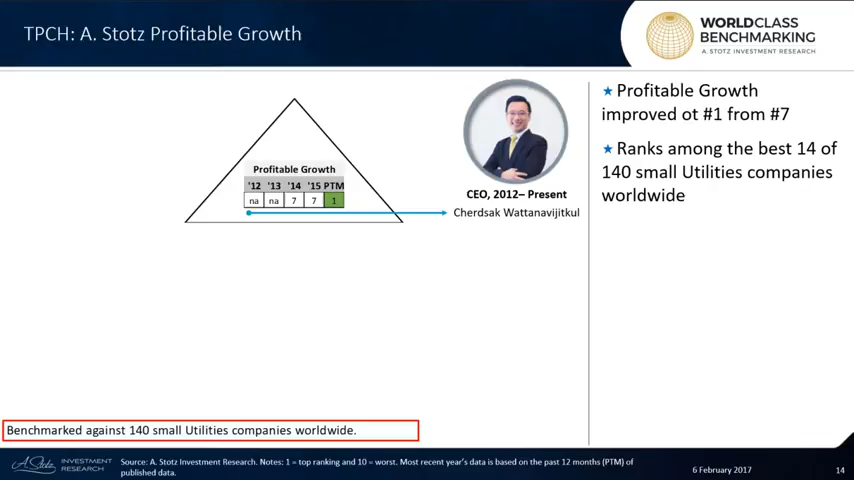 TPCH: A. Stotz Profitable Growth
WORLDCLASS
BENCHMARKING
A. STOTZ INVESTMENT RESEARCH
Profitable Growth
'12 '13 '14 '15 PTM
na na 7 7 1
CEO, 2012– Present
Cherdsak Wattanavijitkul
★ Profitable Growth
improved ot #1 from #7
★ Ranks among the best 14 of
140 small Utilities companies
worldwide
Benchmarked against 140 small Utilities companies worldwide.
A. Stotz
INVESTMENT
RESEARCH
Source: A. Stotz Investment Research. Notes: 1 = top ranking and 10 = worst. Most recent year's data is based on the past 12 months (PTM) of
published data.
6 February 2017
14